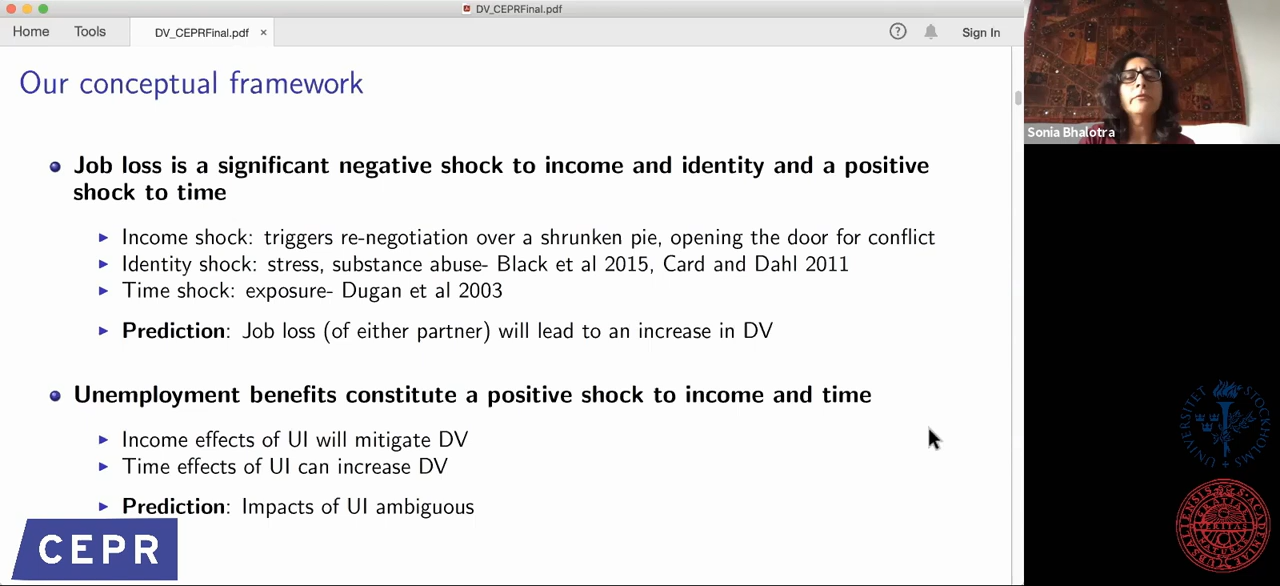 DV_CEPRFinal.pdf
Home Tools DV_CEPRFinal.pdf × ? Sign In
Our conceptual framework
Job loss is a significant negative shock to income and identity and a positive
shock to time
Income shock: triggers re-negotiation over a shrunken pie, opening the door for conflict
Identity shock: stress, substance abuse- Black et al 2015, Card and Dahl 2011
Time shock: exposure- Dugan et al 2003
Prediction: Job loss (of either partner) will lead to an increase in DV
Unemployment benefits constitute a positive shock to income and time
Income effects of UI will mitigate DV
Time effects of UI can increase DV
Prediction: Impacts of UI ambiguous
CEPR
Sonia Bhalotra
STOCKHOLMS UNIVERSITET